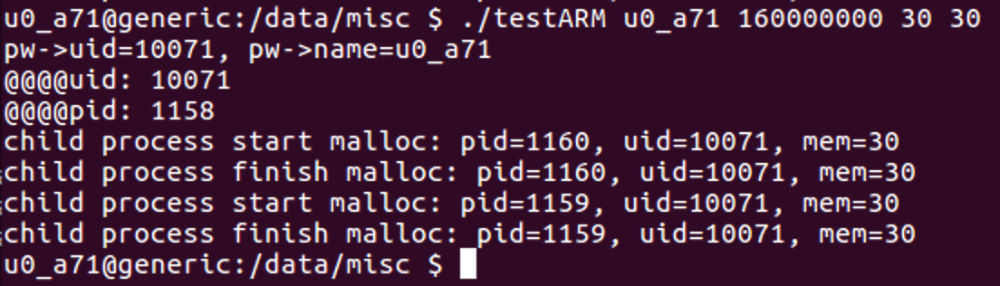 u0_a71@generic:/data/misc $ ./testARM u0_a71 160000000 30 30
pw->uid=10071, pw->name=u0_a71
@@@@uid: 10071
@@@@pid: 1158
child process start malloc: pid=1160, uid=10071, mem=30
child process finish malloc: pid=1160, uid=10071, mem=30
child process start malloc: pid=1159, uid=10071, mem=30
child process finish malloc: pid=1159, uid=10071, mem=30
u0_a71@generic:/data/misc $